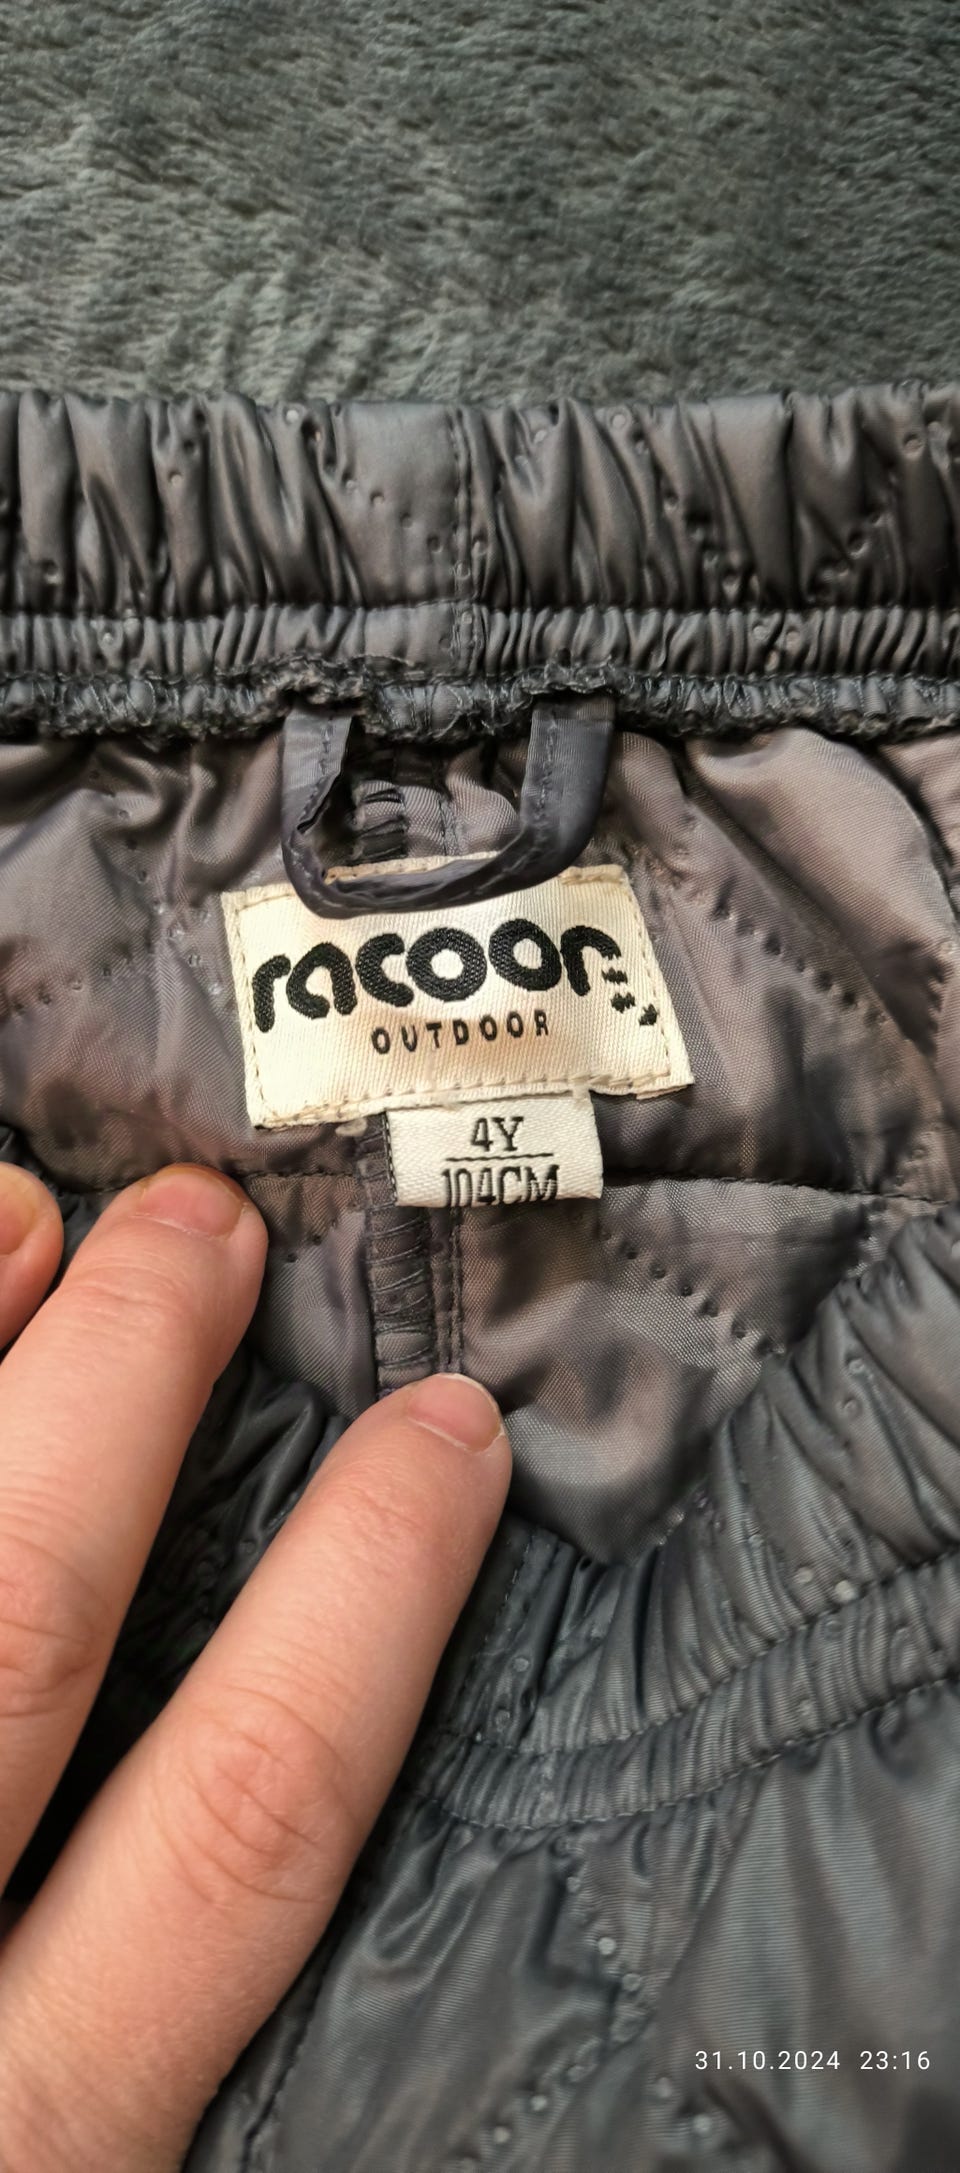 racoon
OUTDOOR
4Y
104CM
31.10.2024 23:16